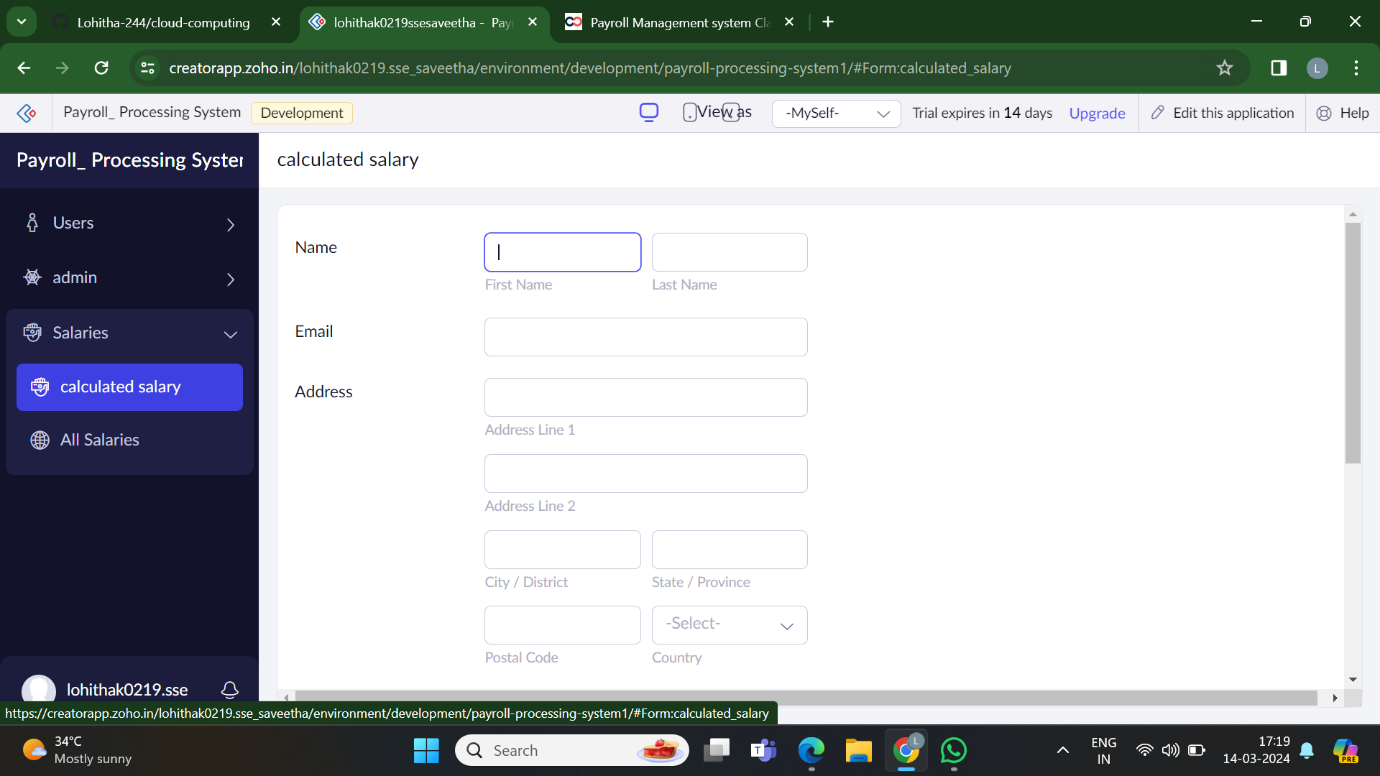 Lohitha-244/cloud-computing
lohithak0219ssesaveetha - Pay
Payroll Management system Cla
creatorapp.zoho.in/lohithak0219.sse_saveetha/environment/development/payroll-processing-system1/#Form:calculated_salary
L
Payroll_ Processing System
Development
View as
-MySelf-
Trial expires in 14 days
Upgrade
Edit this application
Help
Payroll_ Processing System
calculated salary
Users
admin
Salaries
calculated salary
All Salaries
Name
First Name
Last Name
Email
Address
Address Line 1
Address Line 2
City / District
State / Province
-Select-
Postal Code
Country
lohithak0219.sse
https://creatorapp.zoho.in/lohithak0219.sse_saveetha/environment/development/payroll-processing-system1/#Form:calculated_salary
34°C
Mostly sunny
Search
L
ENG
IN
17:19
14-03-2024
PRE